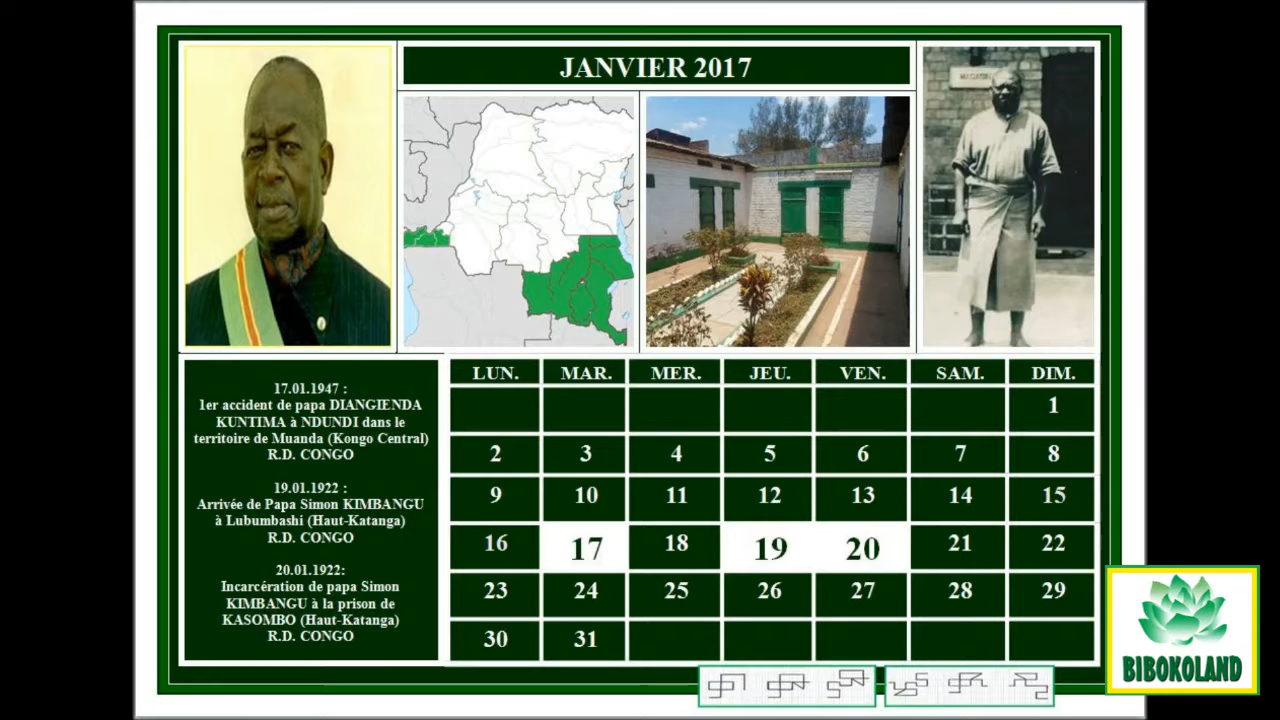 JANVIER 2017
17.01.1947 :
1er accident de papa DIANGIENDA
KUNTIMA à NDUNDI dans le
territoire de Muanda (Kongo Central)
R.D. CONGO
19.01.1922 :
Arrivée de Papa Simon KIMBANGU
à Lubumbashi (Haut-Katanga)
R.D. CONGO
20.01.1922:
Incarcération de papa Simon
KIMBANGU à la prison de
KASOMBO (Haut-Katanga)
R.D. CONGO
LUN. MAR. MER. JEU. VEN. SAM. DIM.
1
2 3 4 5 6 7 8
9 10 11 12 13 14 15
16 17 18 19 20 21 22
23 24 25 26 27 28 29
30 31
BIBOKOLAND